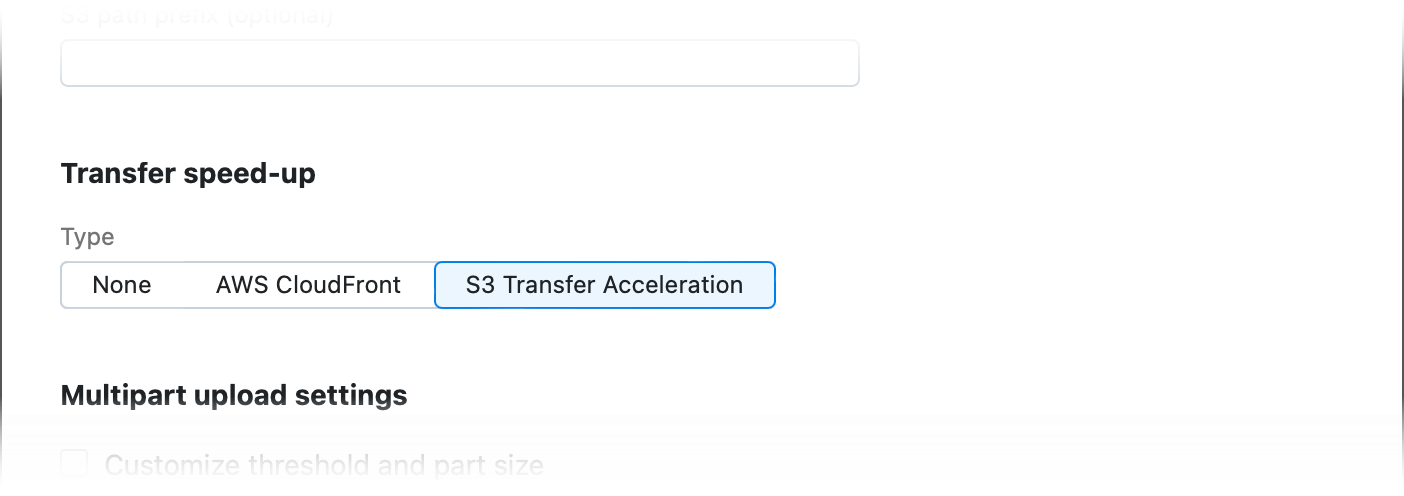 S3 path prefix (optional)
Transfer speed-up
Type
None AWS CloudFront S3 Transfer Acceleration
Multipart upload settings
Customize threshold and part size